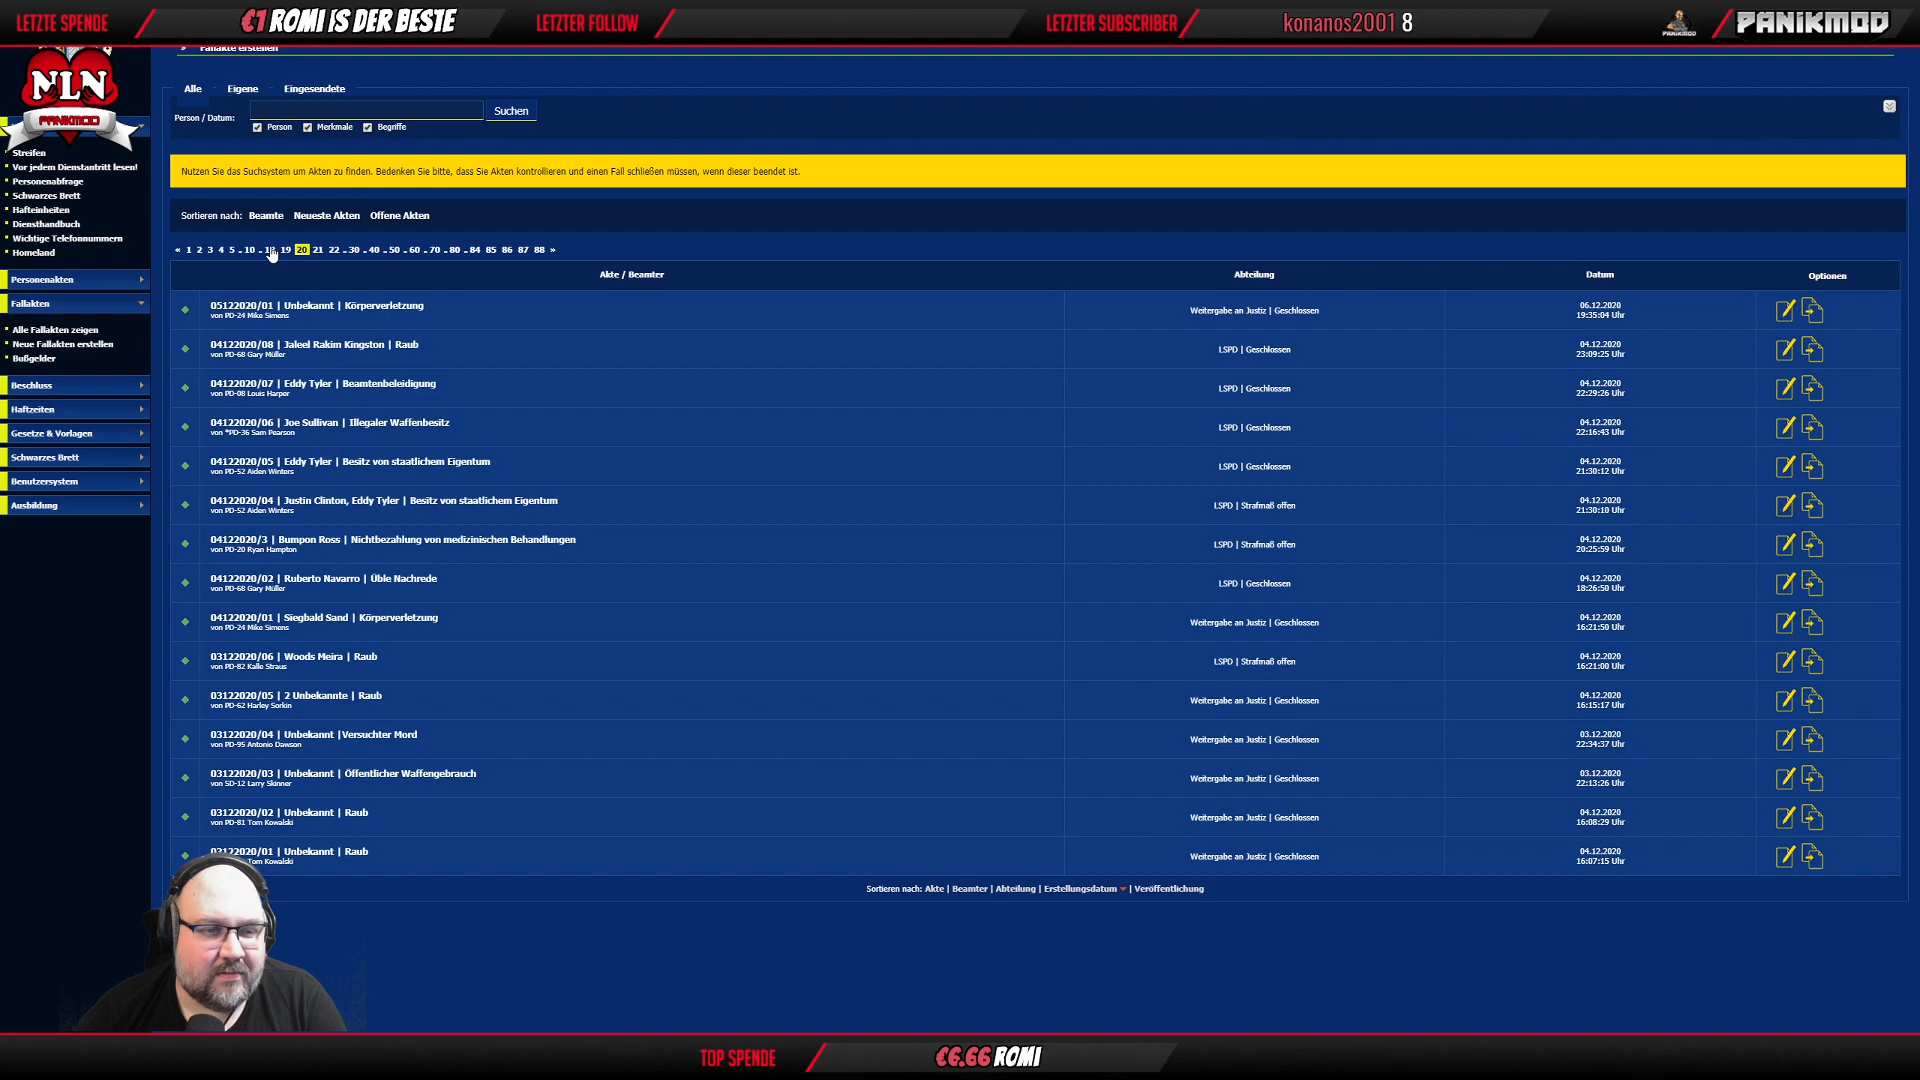 LETZTE SPENDE
€7 ROMI IS DER BESTE
LETZTER FOLLOW
LETZTER SUBSCRIBER
konanos2001 8
PANIKMOD
PANIKMOD
NLN
PANIKMOD
» Fallakte erstellen
Alle Eigene Eingesendete
Person / Datum:
Suchen
Person Merkmale Begriffe
Nutzen Sie das Suchsystem um Akten zu finden. Bedenken Sie bitte, dass Sie Akten kontrollieren und einen Fall schließen müssen, wenn dieser beendet ist.
Sortieren nach: Beamte Neueste Akten Offene Akten
« 1 2 3 4 5 .. 10 .. 19 20 21 22 .. 30 .. 40 .. 50 .. 60 .. 70 .. 80 .. 84 85 86 87 88 »
Streifen
Vor jedem Dienstantritt lesen!
Personenabfrage
Schwarzes Brett
Hafteinheiten
Diensthandbuch
Wichtige Telefonnummern
Homeland
Personenakten
Fallakten
Alle Fallakten zeigen
Neue Fallakten erstellen
Bußgelder
Beschluss
Haftzeiten
Gesetze & Vorlagen
Schwarzes Brett
Benutzersystem
Ausbildung
Akte / Beamter Abteilung Datum Optionen
05122020/01 | Unbekannt | Körperverletzung
von PD-24 Mike Simens
Weitergabe an Justiz | Geschlossen
06.12.2020
19:35:04 Uhr
04122020/08 | Jaleel Rakim Kingston | Raub
von PD-68 Gary Müller
LSPD | Geschlossen
04.12.2020
23:09:25 Uhr
04122020/07 | Eddy Tyler | Beamtenbeleidigung
von PD-08 Louis Harper
LSPD | Geschlossen
04.12.2020
22:29:26 Uhr
04122020/06 | Joe Sullivan | Illegaler Waffenbesitz
von *PD-36 Sam Pearson
LSPD | Geschlossen
04.12.2020
22:16:43 Uhr
04122020/05 | Eddy Tyler | Besitz von staatlichem Eigentum
von PD-52 Aiden Winters
LSPD | Geschlossen
04.12.2020
21:30:12 Uhr
04122020/04 | Justin Clinton, Eddy Tyler | Besitz von staatlichem Eigentum
von PD-52 Aiden Winters
LSPD | Strafmaß offen
04.12.2020
21:30:10 Uhr
04122020/3 | Bumpon Ross | Nichtbezahlung von medizinischen Behandlungen
von PD-20 Ryan Hampton
LSPD | Strafmaß offen
04.12.2020
20:25:59 Uhr
04122020/02 | Ruberto Navarro | Üble Nachrede
von PD-68 Gary Müller
LSPD | Geschlossen
04.12.2020
18:26:50 Uhr
04122020/01 | Siegbald Sand | Körperverletzung
von PD-24 Mike Simens
Weitergabe an Justiz | Geschlossen
04.12.2020
16:21:50 Uhr
03122020/06 | Woods Meira | Raub
von PD-82 Kalle Straus
LSPD | Strafmaß offen
04.12.2020
16:21:00 Uhr
03122020/05 | 2 Unbekannte | Raub
von PD-62 Harley Sorkin
Weitergabe an Justiz | Geschlossen
04.12.2020
16:15:17 Uhr
03122020/04 | Unbekannt |Versuchter Mord
von PD-95 Antonio Dawson
Weitergabe an Justiz | Geschlossen
03.12.2020
22:34:37 Uhr
03122020/03 | Unbekannt | Öffentlicher Waffengebrauch
von SD-12 Larry Skinner
Weitergabe an Justiz | Geschlossen
03.12.2020
22:13:26 Uhr
03122020/02 | Unbekannt | Raub
von PD-81 Tom Kowalski
Weitergabe an Justiz | Geschlossen
04.12.2020
16:08:29 Uhr
03122020/01 | Unbekannt | Raub
Tom Kowalski
Weitergabe an Justiz | Geschlossen
04.12.2020
16:07:15 Uhr
Sortieren nach: Akte | Beamter | Abteilung | Erstellungsdatum | Veröffentlichung
TOP SPENDE
€6.66 ROMI